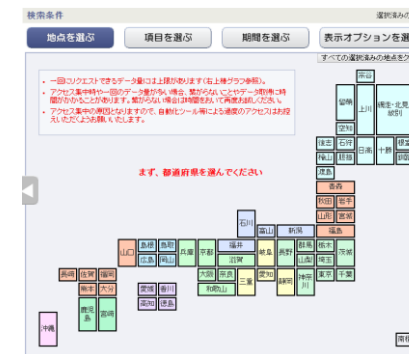 検索条件
選択済みの
地点を選ぶ
項目を選ぶ
期間を選ぶ
表示オプションを選
すべての選択済みの地点をク
・一回にリクエストできるデータ量には上限があります(右上棒グラフ参照)。
・アクセス集中時や一回のデータ量が多い場合、繋がらないことやデータ取得に時
間がかかることがあります。繋がらない場合は時間をおいて再度お試しください。
・アクセス集中の原因となりますので、自動化ツール等による過度のアクセスはお控
えいただくようお願いいたします。
まず、都道府県を選んでください
宗谷
留萌
上川
網走・北見・
紋別
空知
後志
石狩
日高
十勝
根室
檜山
胆振
渡島
青森
秋田
岩手
山形
宮城
石川
富山
新潟
福島
山口
島根
鳥取
兵庫
京都
福井
岐阜
長野
群馬
栃木
茨城
広島
岡山
滋賀
山梨
埼玉
長崎
佐賀
福岡
大阪
奈良
三重
愛知
静岡
神奈
川
東京
千葉
熊本
大分
愛媛
香川
和歌山
鹿児
島
宮崎
高知
徳島
沖縄
南極